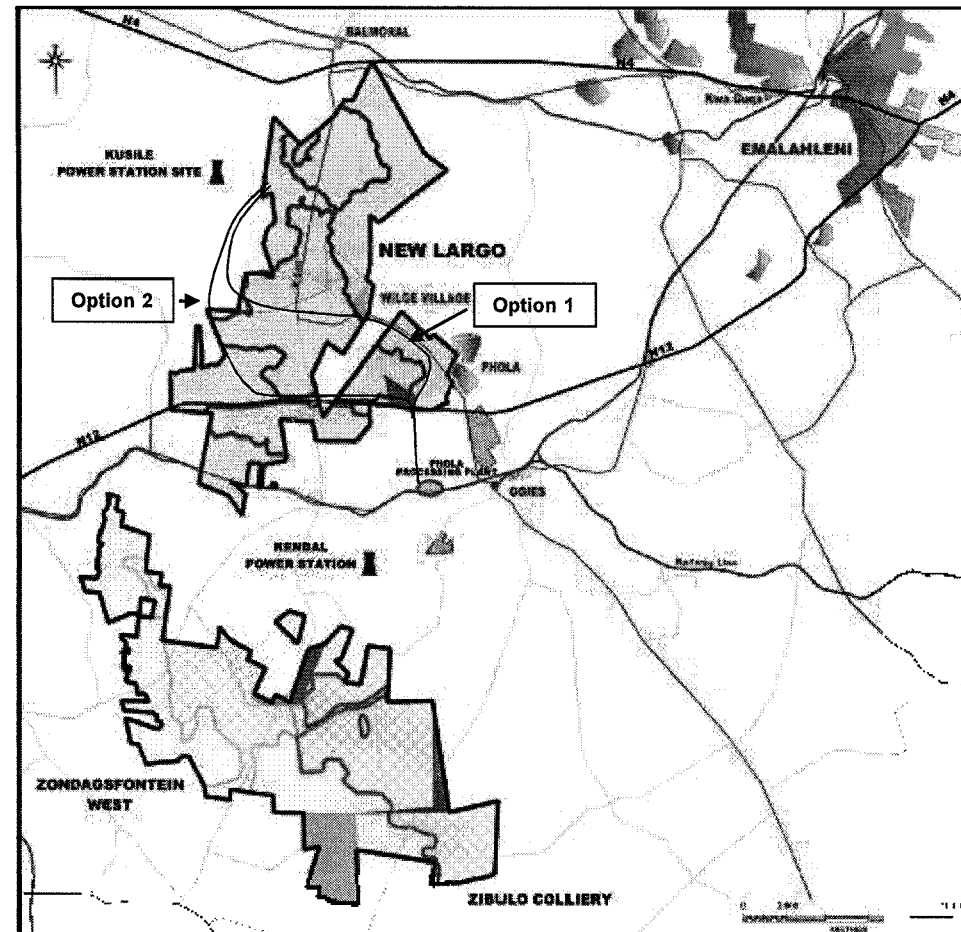 N4
BALMORAL
N4
Kwa Guqa
N4
EMALAHLENI
KUSILE
POWER STATION SITE
NEW LARGO
Option 2
WILGE VILLAGE
Option 1
PHOLA
N12
N12
PHOLA
PROCESSING PLANT
OGIES
KENDAL
POWER STATION
Railway Line
ZONDAGSFONTEIN
WEST
ZIBULO COLLIERY
0